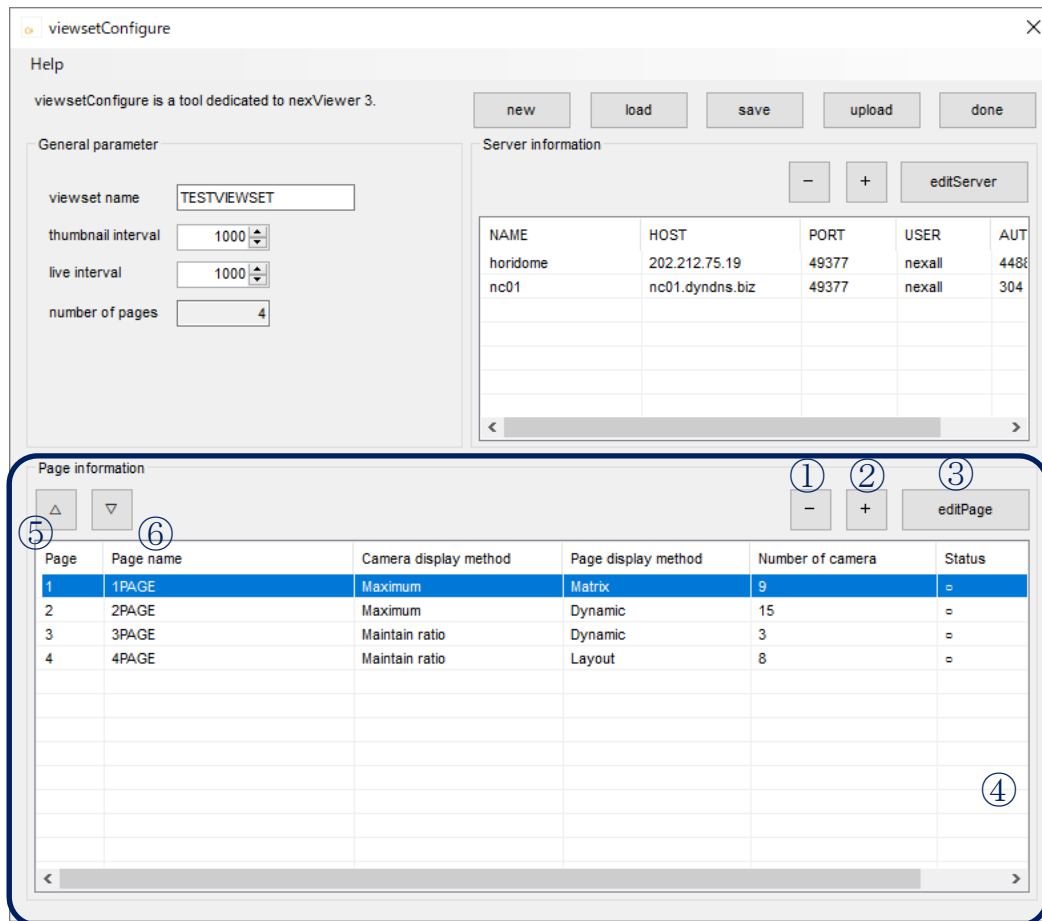 viewsetConfigure
Help
viewsetConfigure is a tool dedicated to nexViewer 3.
new load save upload done
General parameter
viewset name TESTVIEWSET
thumbnail interval 1000
live interval 1000
number of pages 4
Server information
− + editServer
NAME HOST PORT USER AUT
horidome 202.212.75.19 49377 nexall 4488
nc01 nc01.dyndns.biz 49377 nexall 304
Page information
① ② ③
△ ▽ − + editPage
⑤ ⑥
Page Page name Camera display method Page display method Number of camera Status
1 1PAGE Maximum Matrix 9 ▫
2 2PAGE Maximum Dynamic 15 ▫
3 3PAGE Maintain ratio Dynamic 3 ▫
4 4PAGE Maintain ratio Layout 8 ▫
④